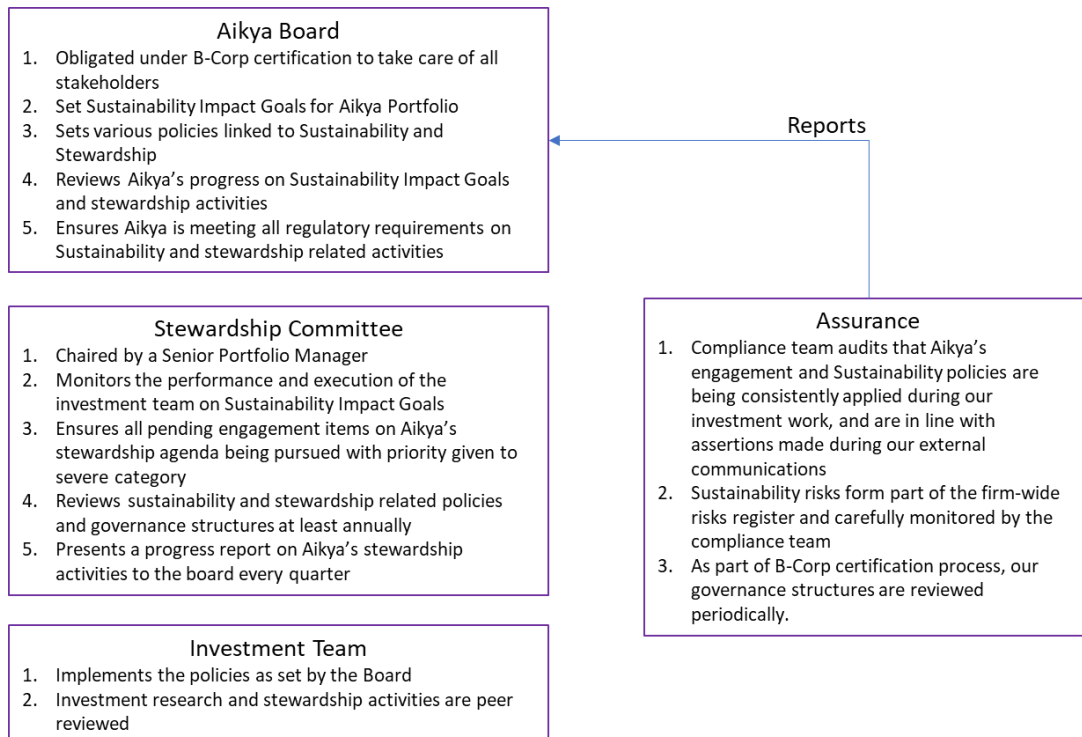 Aikya Board
1. Obligated under B-Corp certification to take care of all
stakeholders
2. Set Sustainability Impact Goals for Aikya Portfolio
3. Sets various policies linked to Sustainability and
Stewardship
4. Reviews Aikya’s progress on Sustainability Impact Goals
and stewardship activities
5. Ensures Aikya is meeting all regulatory requirements on
Sustainability and stewardship related activities
Reports
Stewardship Committee
1. Chaired by a Senior Portfolio Manager
2. Monitors the performance and execution of the
investment team on Sustainability Impact Goals
3. Ensures all pending engagement items on Aikya’s
stewardship agenda being pursued with priority given to
severe category
4. Reviews sustainability and stewardship related policies
and governance structures at least annually
5. Presents a progress report on Aikya’s stewardship
activities to the board every quarter
Assurance
1. Compliance team audits that Aikya’s
engagement and Sustainability policies are
being consistently applied during our
investment work, and are in line with
assertions made during our external
communications
2. Sustainability risks form part of the firm-wide
risks register and carefully monitored by the
compliance team
3. As part of B-Corp certification process, our
governance structures are reviewed
periodically.
Investment Team
1. Implements the policies as set by the Board
2. Investment research and stewardship activities are peer
reviewed